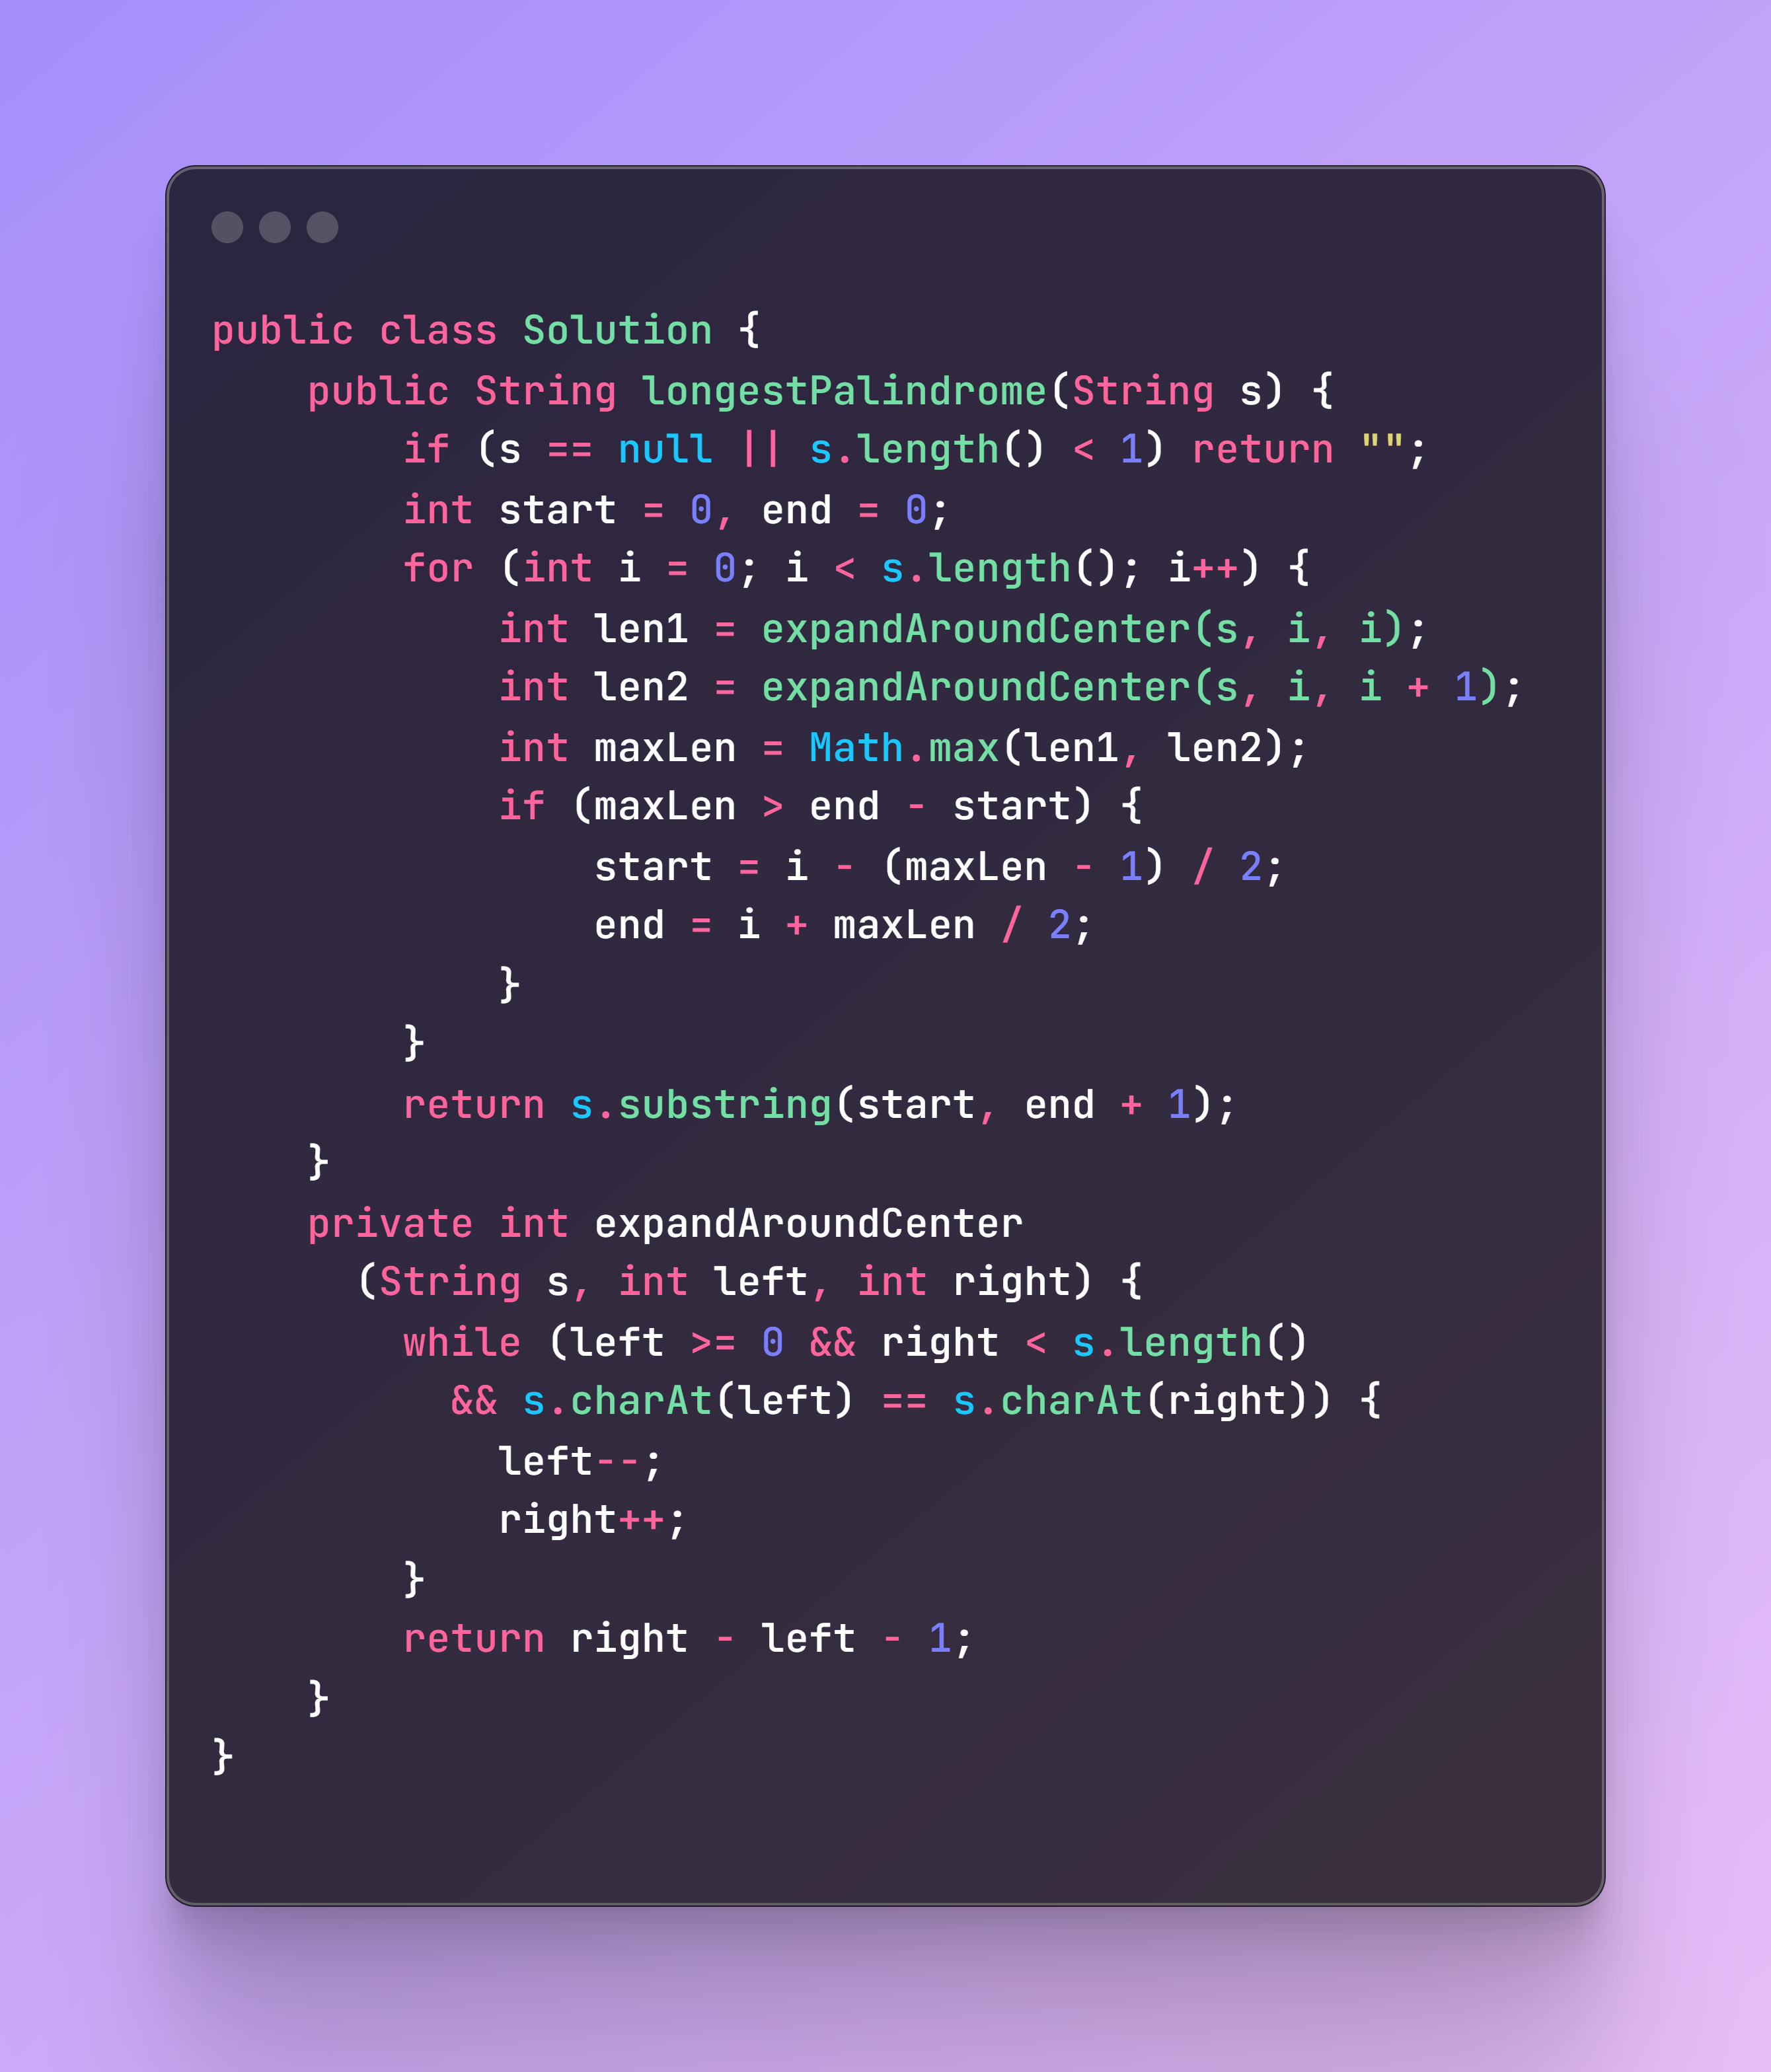 public class Solution {
    public String longestPalindrome(String s) {
        if (s == null || s.length() < 1) return "";
        int start = 0, end = 0;
        for (int i = 0; i < s.length(); i++) {
            int len1 = expandAroundCenter(s, i, i);
            int len2 = expandAroundCenter(s, i, i + 1);
            int maxLen = Math.max(len1, len2);
            if (maxLen > end - start) {
                start = i - (maxLen - 1) / 2;
                end = i + maxLen / 2;
            }
        }
        return s.substring(start, end + 1);
    }
    private int expandAroundCenter
      (String s, int left, int right) {
        while (left >= 0 && right < s.length()
          && s.charAt(left) == s.charAt(right)) {
            left--;
            right++;
        }
        return right - left - 1;
    }
}